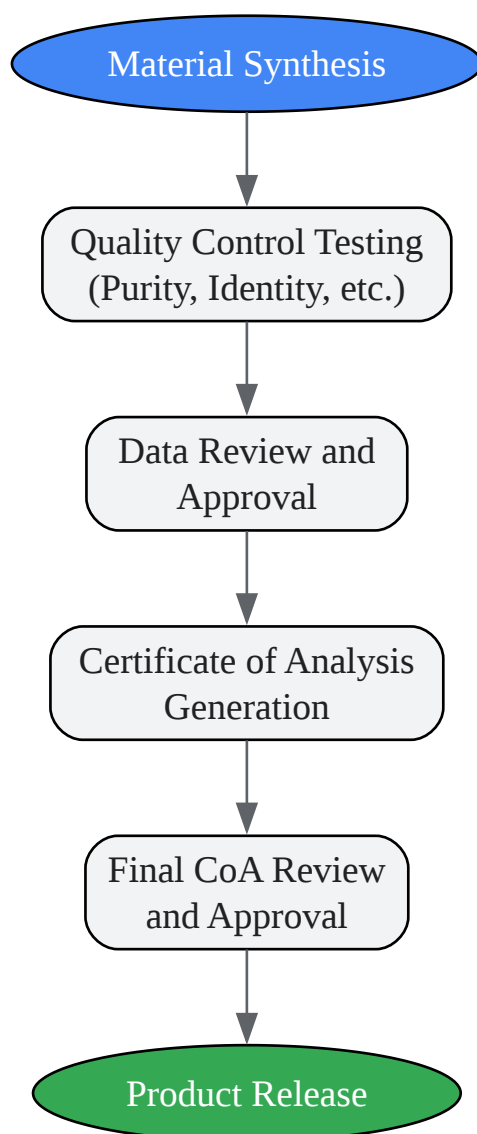 Material Synthesis
Quality Control Testing
(Purity, Identity, etc.)
Data Review and
Approval
Certificate of Analysis
Generation
Final CoA Review
and Approval
Product Release